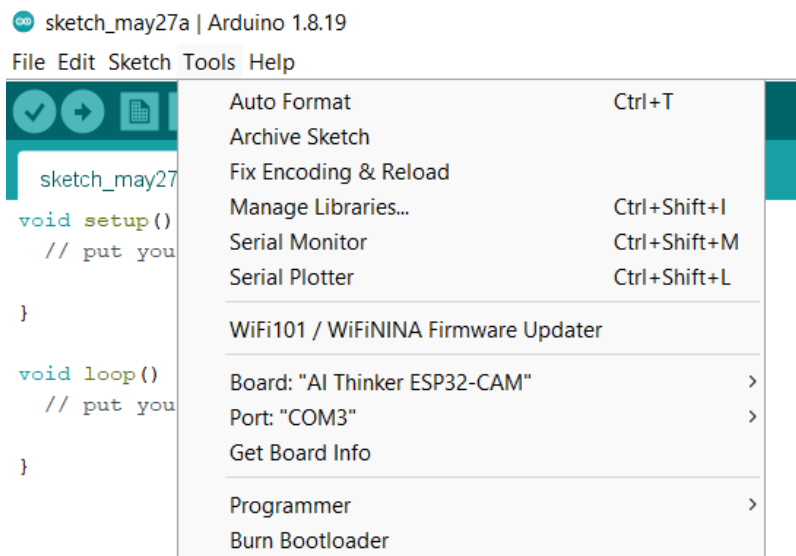 sketch_may27a | Arduino 1.8.19
File Edit Sketch Tools Help
Auto Format Ctrl+T
Archive Sketch
Fix Encoding & Reload
Manage Libraries... Ctrl+Shift+I
Serial Monitor Ctrl+Shift+M
Serial Plotter Ctrl+Shift+L
WiFi101 / WiFiNINA Firmware Updater
Board: "AI Thinker ESP32-CAM"
Port: "COM3"
Get Board Info
Programmer
Burn Bootloader
sketch_may27
void setup()
// put you
}
void loop()
// put you
}